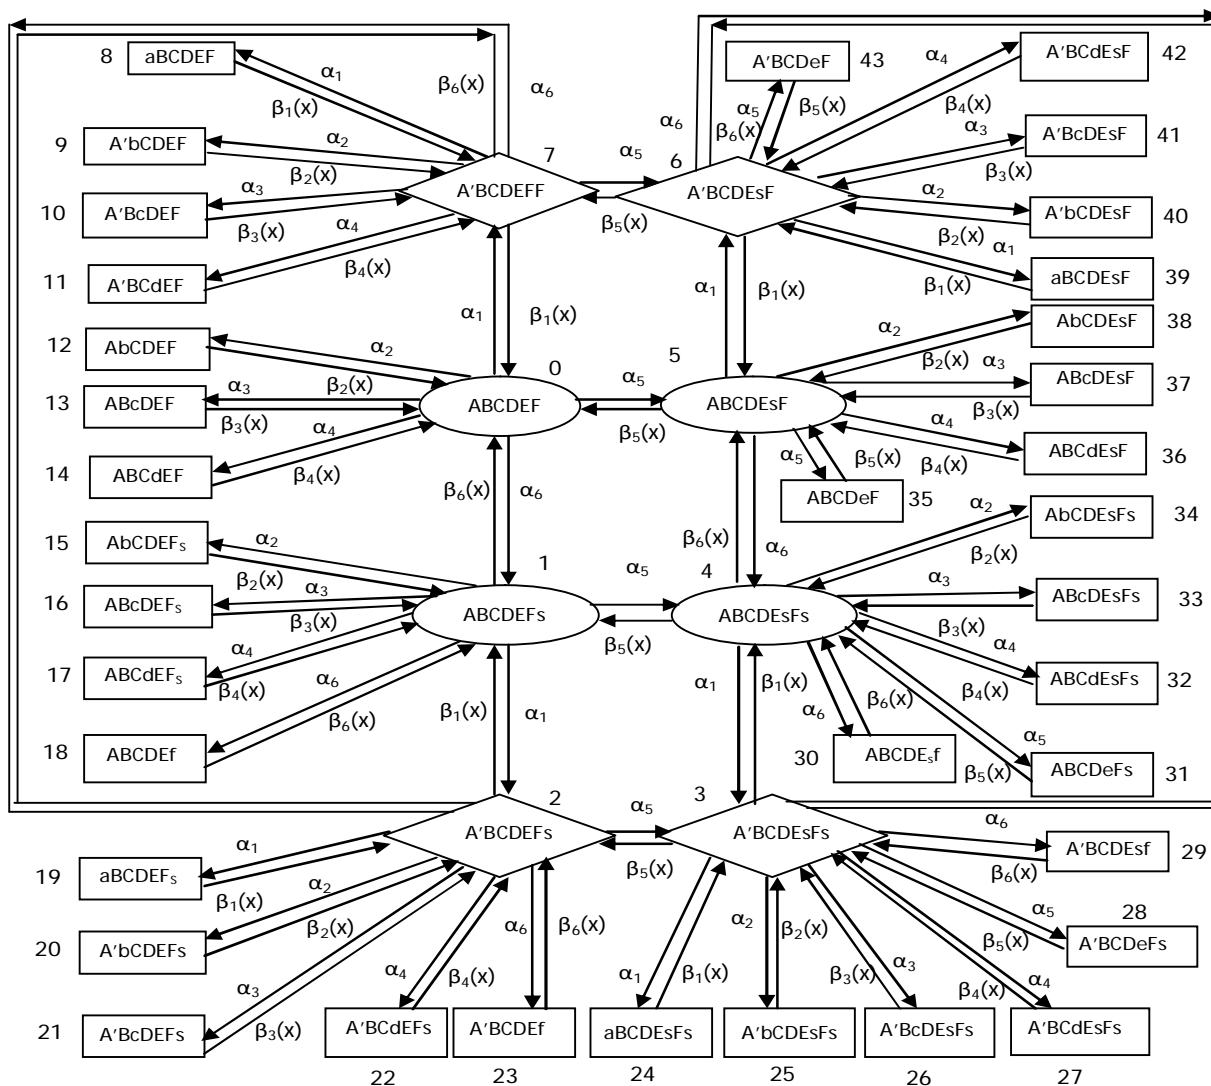 8
aBCDEF
α₁
β₁(x)
β₆(x)
α₆
A'BCDeF
43
A'BCdEsF
42
α₄
β₄(x)
α₅
β₅(x)
α₆
β₆(x)
9
A'bCDEF
α₂
β₂(x)
7
A'BCDEFF
α₅
β₅(x)
6
A'BCDEsF
α₃
β₃(x)
A'BcDEsF
41
10
A'BcDEF
α₃
β₃(x)
α₂
β₂(x)
A'bCDEsF
40
11
A'BCdEF
α₄
β₄(x)
α₁
β₁(x)
aBCDEsF
39
α₁
β₁(x)
α₁
β₁(x)
12
AbCDEF
α₂
β₂(x)
α₂
β₂(x)
AbCDEsF
38
13
ABcDEF
α₃
β₃(x)
0
ABCDEF
α₅
β₅(x)
5
ABCDEsF
α₃
β₃(x)
ABcDEsF
37
14
ABCdEF
α₄
β₄(x)
α₄
β₄(x)
ABCdEsF
36
β₆(x)
α₆
α₅
β₅(x)
ABCDeF
35
β₆(x)
α₆
15
AbCDEFs
α₂
β₂(x)
α₂
β₂(x)
AbCDEsFs
34
16
ABcDEFs
α₃
β₃(x)
1
ABCDEFs
α₅
β₅(x)
4
ABCDEsFs
α₃
β₃(x)
ABcDEsFs
33
17
ABCdEFs
α₄
β₄(x)
α₄
β₄(x)
ABCdEsFs
32
18
ABCDEf
α₆
β₆(x)
β₁(x)
α₁
α₁
β₁(x)
α₆
β₆(x)
30
ABCDEsf
α₅
β₅(x)
ABCDeFs
31
2
A'BCDEFs
α₅
β₅(x)
3
A'BCDEsFs
α₆
β₆(x)
A'BCDEsf
29
19
aBCDEFs
α₁
β₁(x)
20
A'bCDEFs
α₂
β₂(x)
α₅
β₅(x)
28
A'BCDeFs
21
A'BcDEFs
α₃
β₃(x)
α₄
β₄(x)
α₆
β₆(x)
α₁
β₁(x)
α₂
β₂(x)
α₃
β₃(x)
α₄
β₄(x)
A'BCdEFs
A'BCDEf
aBCDEsFs
A'bCDEsFs
A'BcDEsFs
A'BCdEsFs
22
23
24
25
26
27